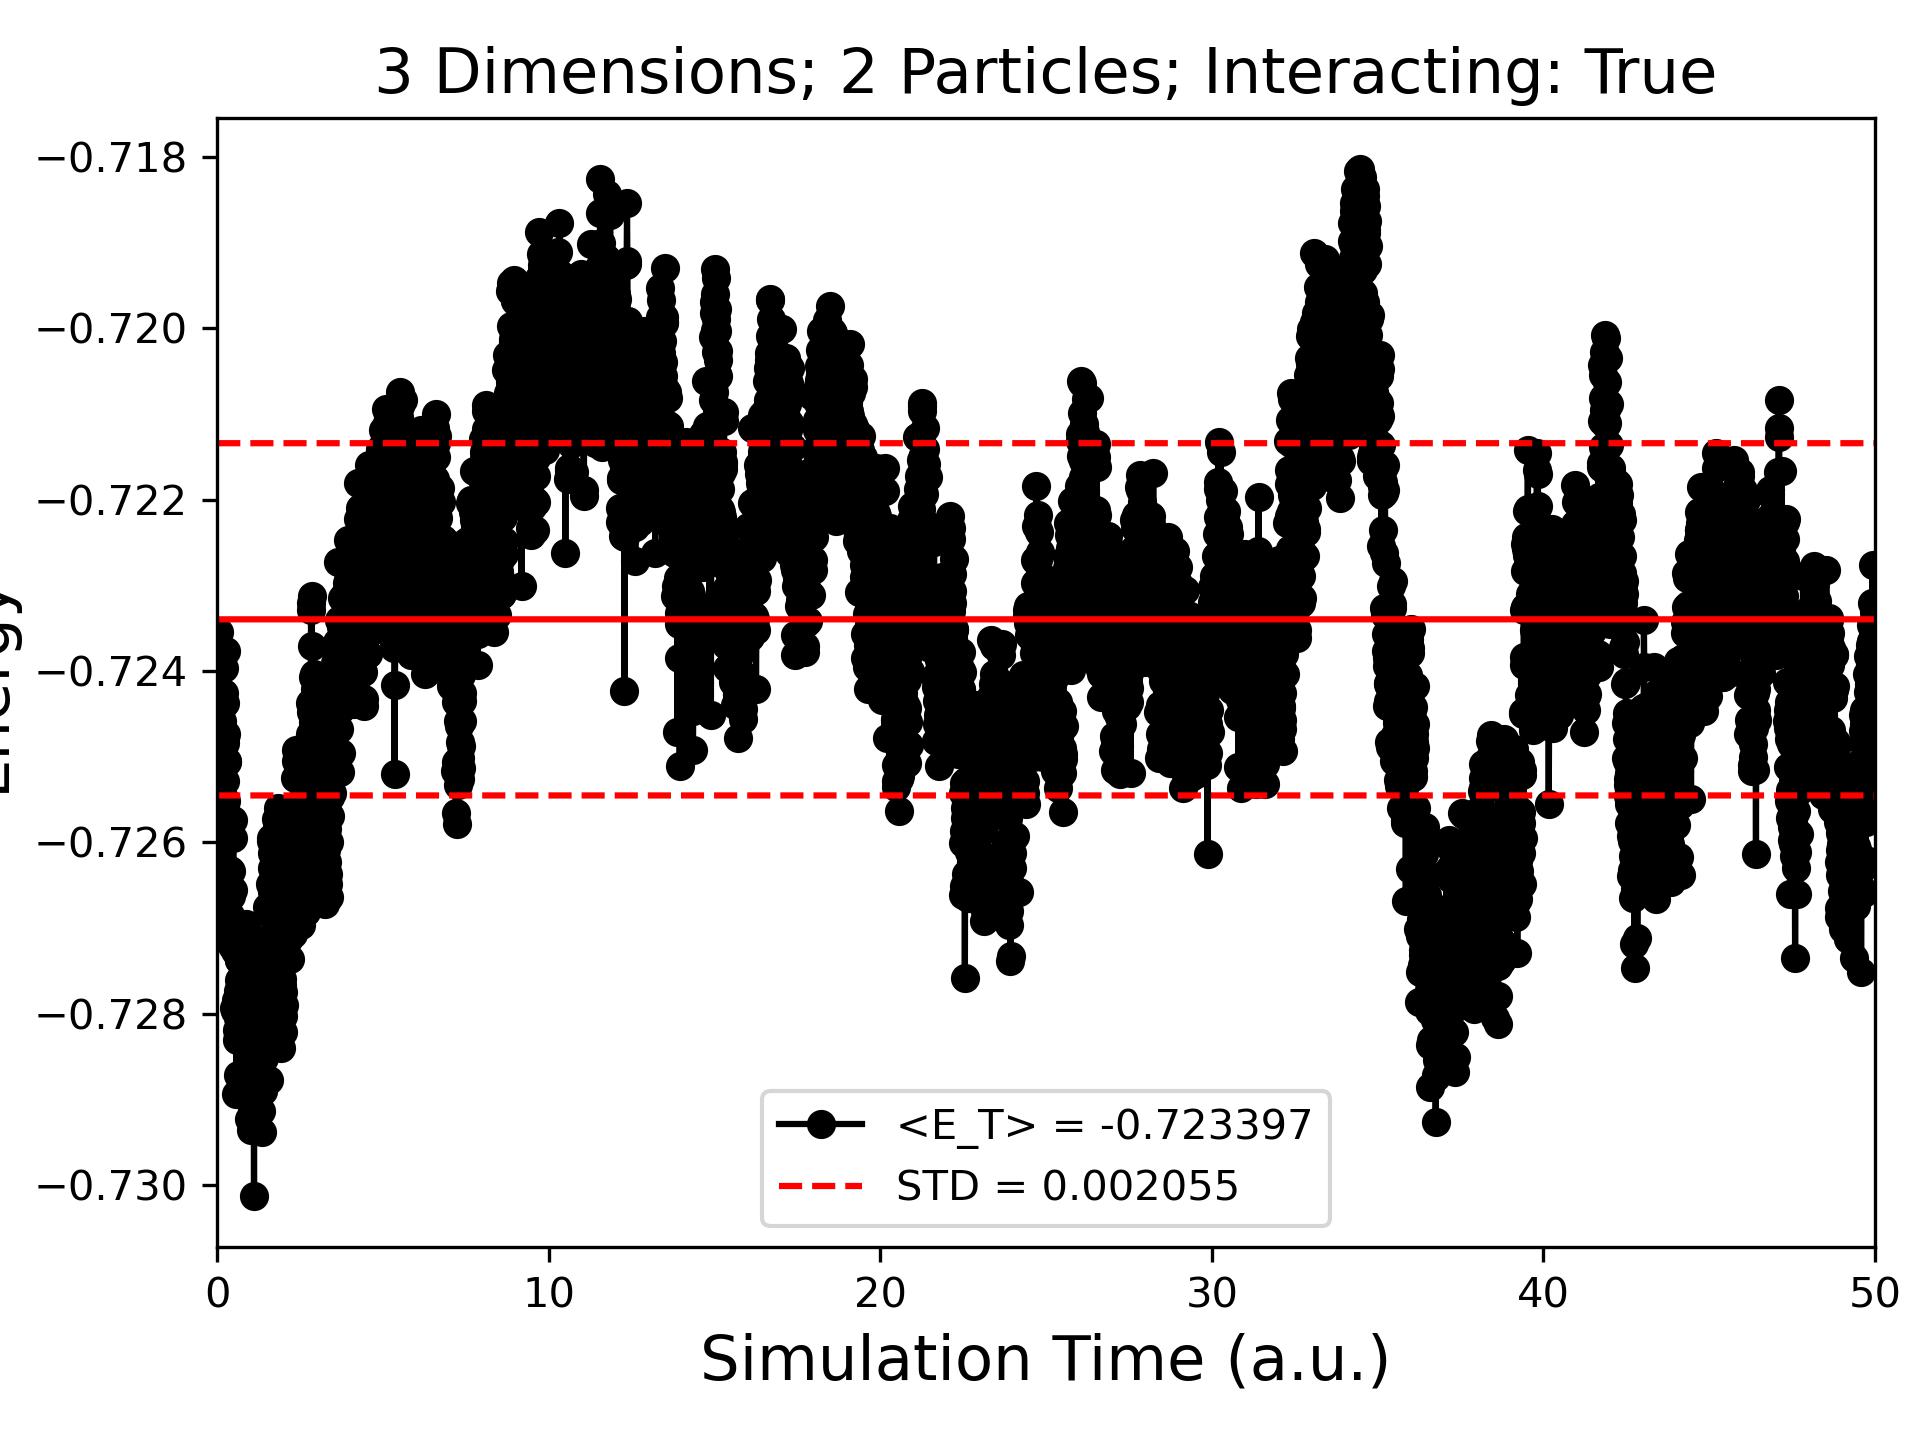 3 Dimensions; 2 Particles; Interacting: True
Energy
−0.718
−0.720
−0.722
−0.724
−0.726
−0.728
−0.730
<E_T> = -0.723397
STD = 0.002055
0 10 20 30 40 50
Simulation Time (a.u.)